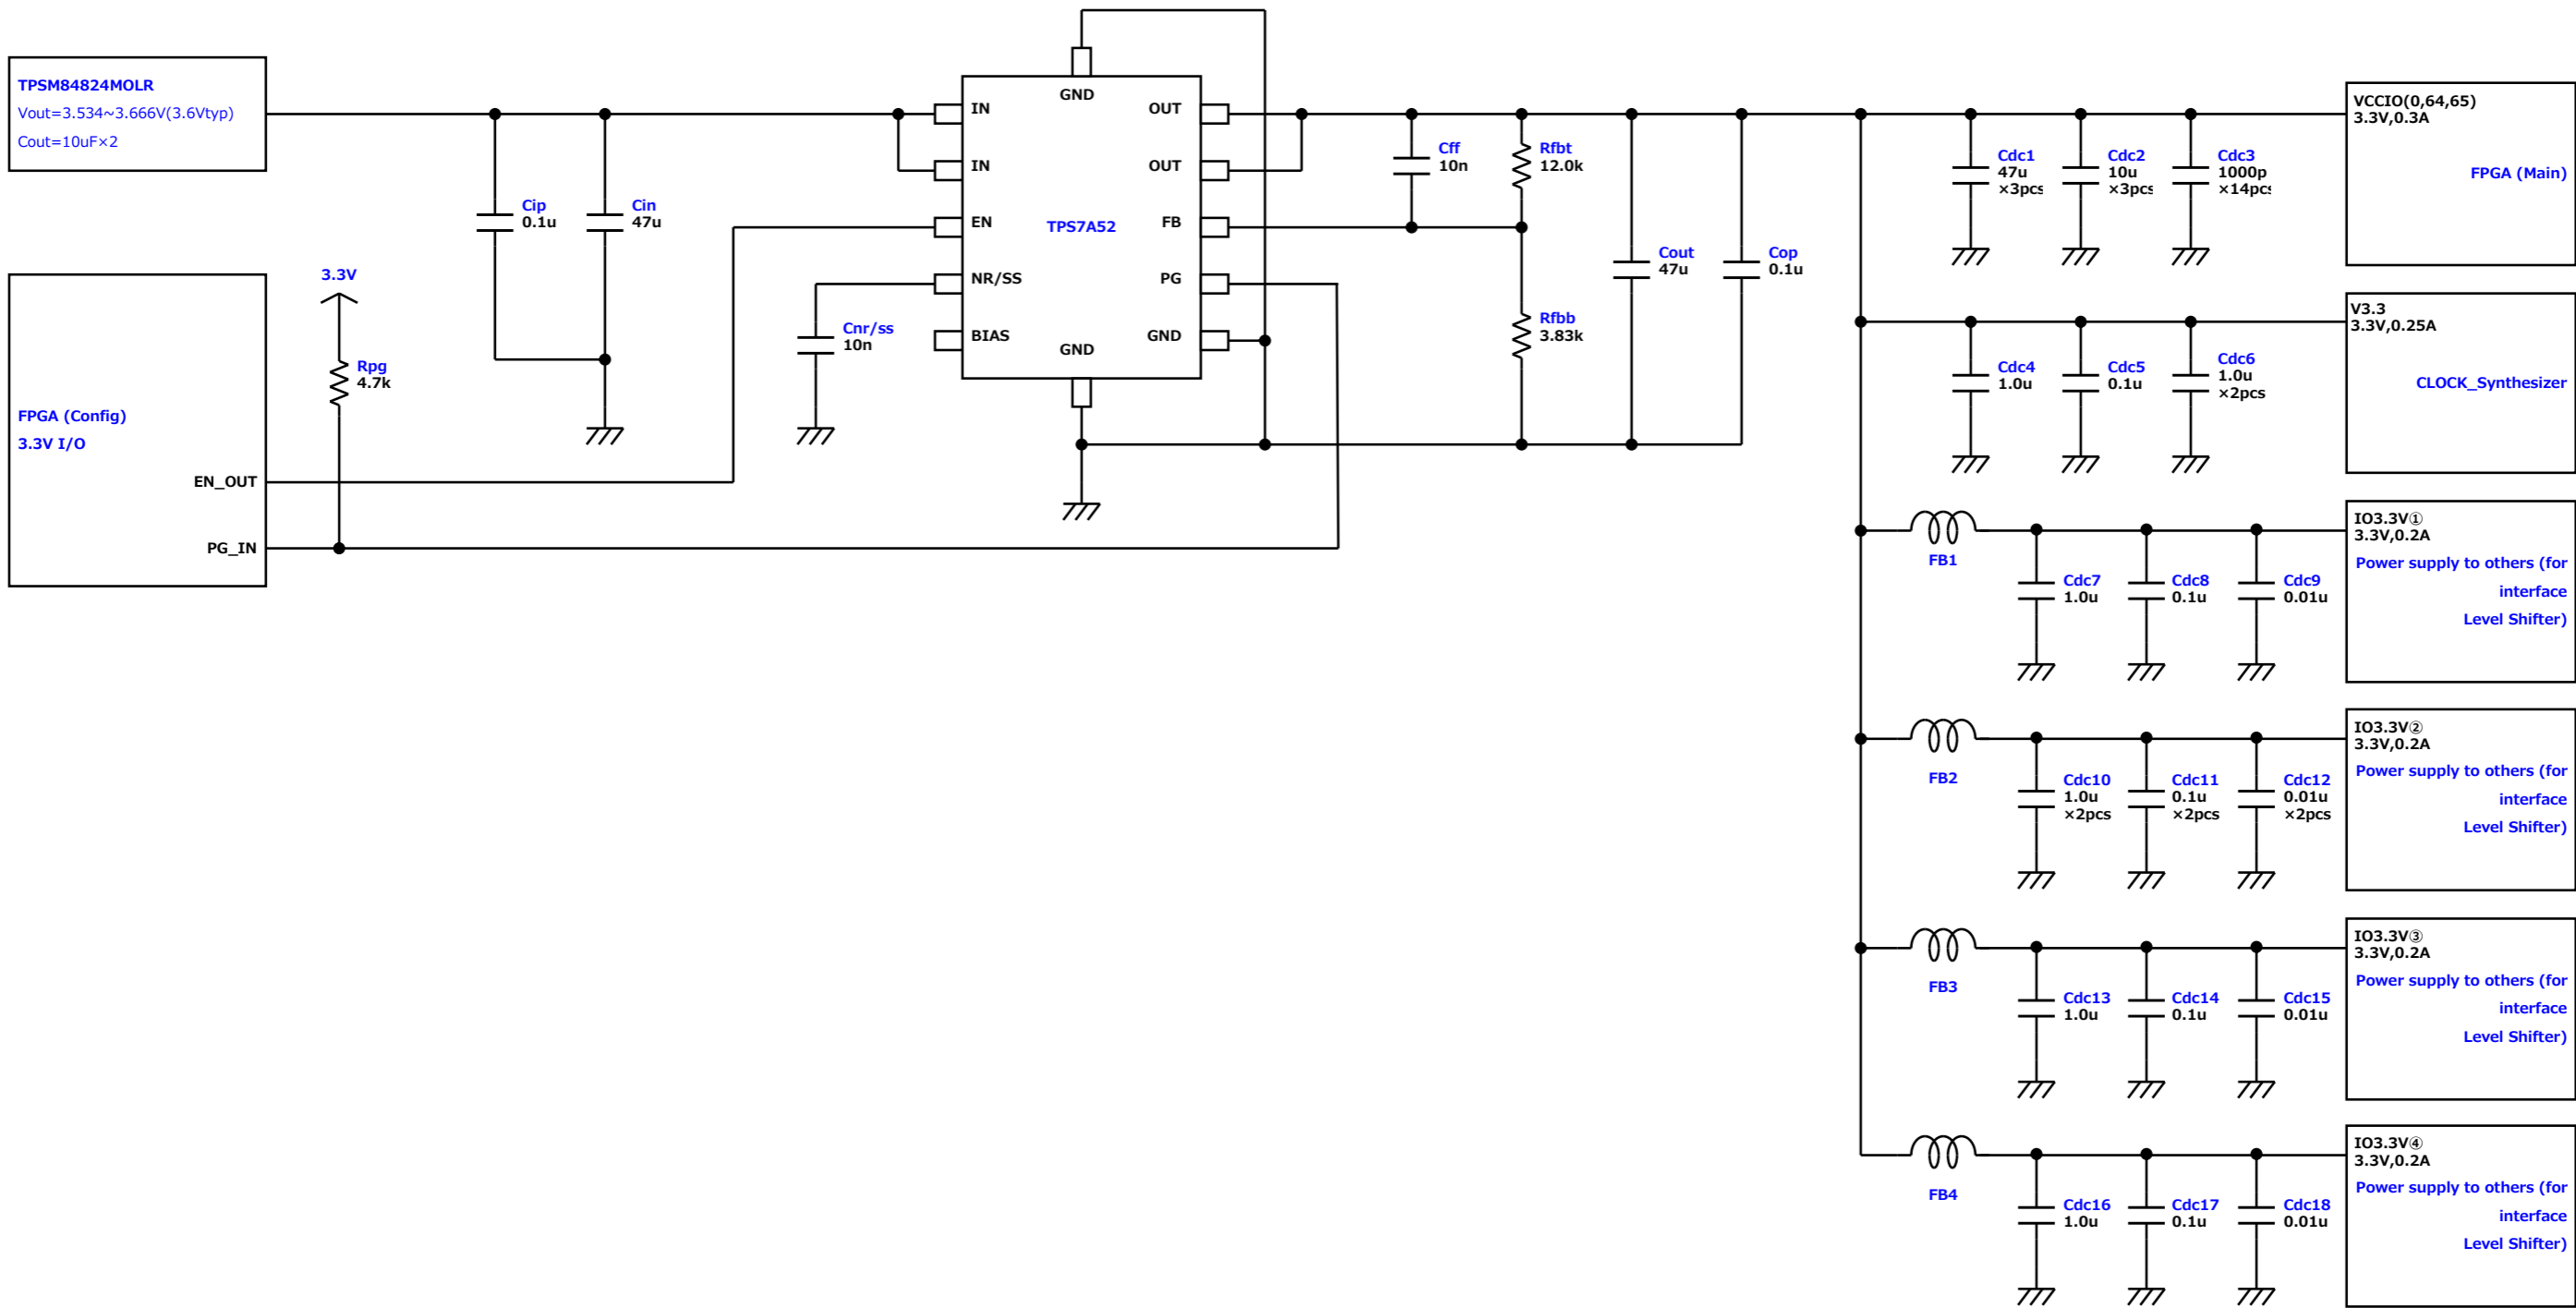 TPSM84824MOLR
Vout=3.534~3.666V(3.6Vtyp)
Cout=10uF×2
FPGA (Config)
3.3V I/O
EN_OUT
PG_IN
3.3V
Rpg
4.7k
Cip
0.1u
Cin
47u
Cnr/ss
10n
GND
IN
IN
EN
NR/SS
BIAS
TPS7A52
OUT
OUT
FB
PG
GND
GND
Cff
10n
Rfbt
12.0k
Rfbb
3.83k
Cout
47u
Cop
0.1u
Cdc1
47u
×3pcs
Cdc2
10u
×3pcs
Cdc3
1000p
×14pcs
VCCIO(0,64,65)
3.3V,0.3A
FPGA (Main)
Cdc4
1.0u
Cdc5
0.1u
Cdc6
1.0u
×2pcs
V3.3
3.3V,0.25A
CLOCK_Synthesizer
FB1
Cdc7
1.0u
Cdc8
0.1u
Cdc9
0.01u
IO3.3V①
3.3V,0.2A
Power supply to others (for
interface
Level Shifter)
FB2
Cdc10
1.0u
×2pcs
Cdc11
0.1u
×2pcs
Cdc12
0.01u
×2pcs
IO3.3V②
3.3V,0.2A
Power supply to others (for
interface
Level Shifter)
FB3
Cdc13
1.0u
Cdc14
0.1u
Cdc15
0.01u
IO3.3V③
3.3V,0.2A
Power supply to others (for
interface
Level Shifter)
FB4
Cdc16
1.0u
Cdc17
0.1u
Cdc18
0.01u
IO3.3V④
3.3V,0.2A
Power supply to others (for
interface
Level Shifter)